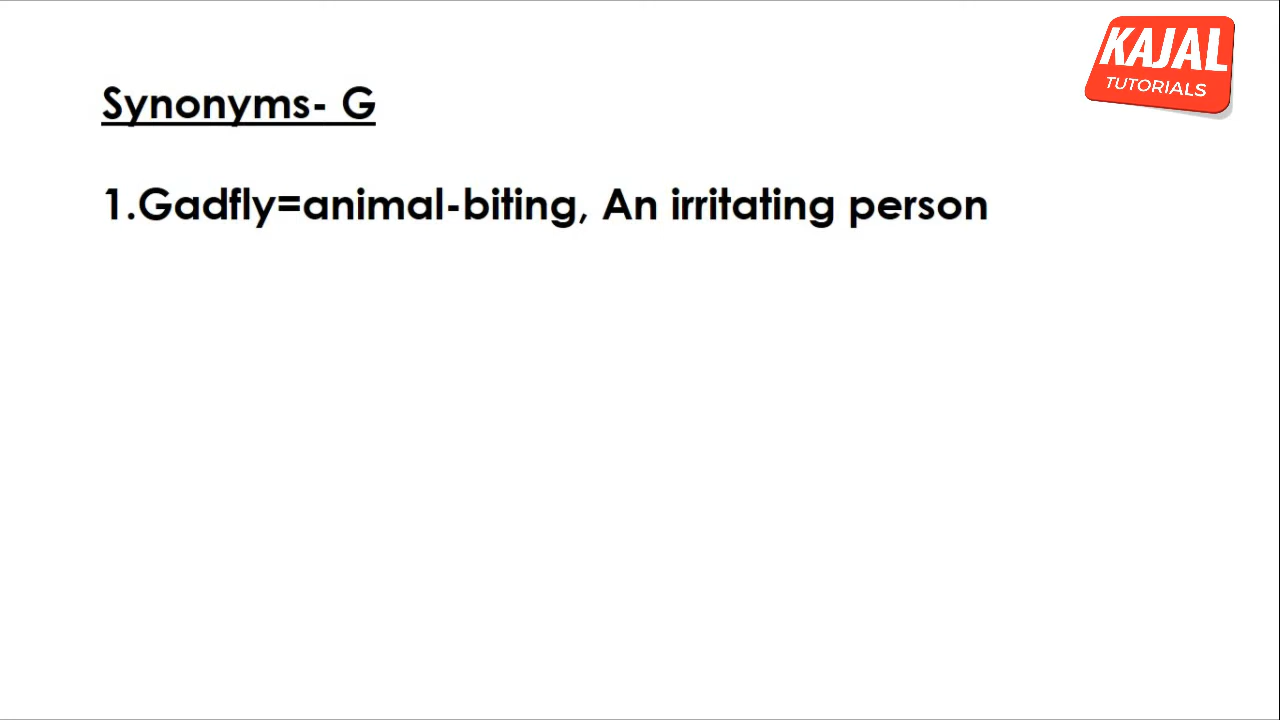 KAJAL
TUTORIALS
Synonyms- G
1.Gadfly=animal-biting, An irritating person